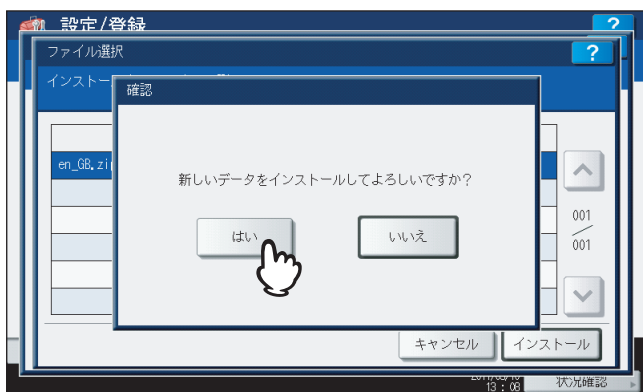 設定/登録
?
ファイル選択
?
インストー
確認
en_GB.zip
新しいデータをインストールしてよろしいですか?
はい
いいえ
001
001
キャンセル
インストール
13:08
状況確認